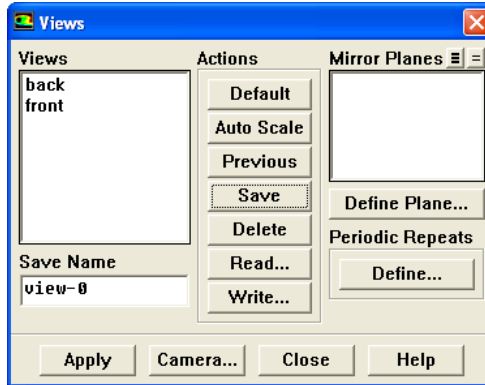 Views
Views
back
front
Save Name
view-0
Actions
Default
Auto Scale
Previous
Save
Delete
Read...
Write...
Mirror Planes
Define Plane...
Periodic Repeats
Define...
Apply
Camera...
Close
Help